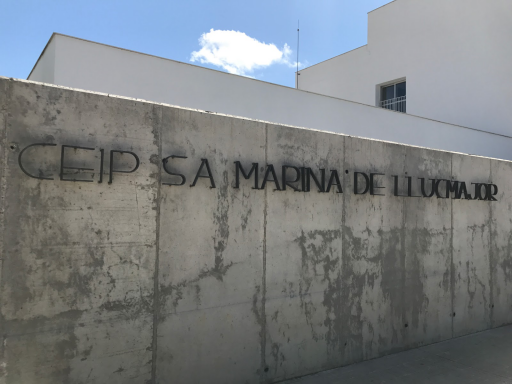 CEIP SA MARINA DE LLUCMAJOR